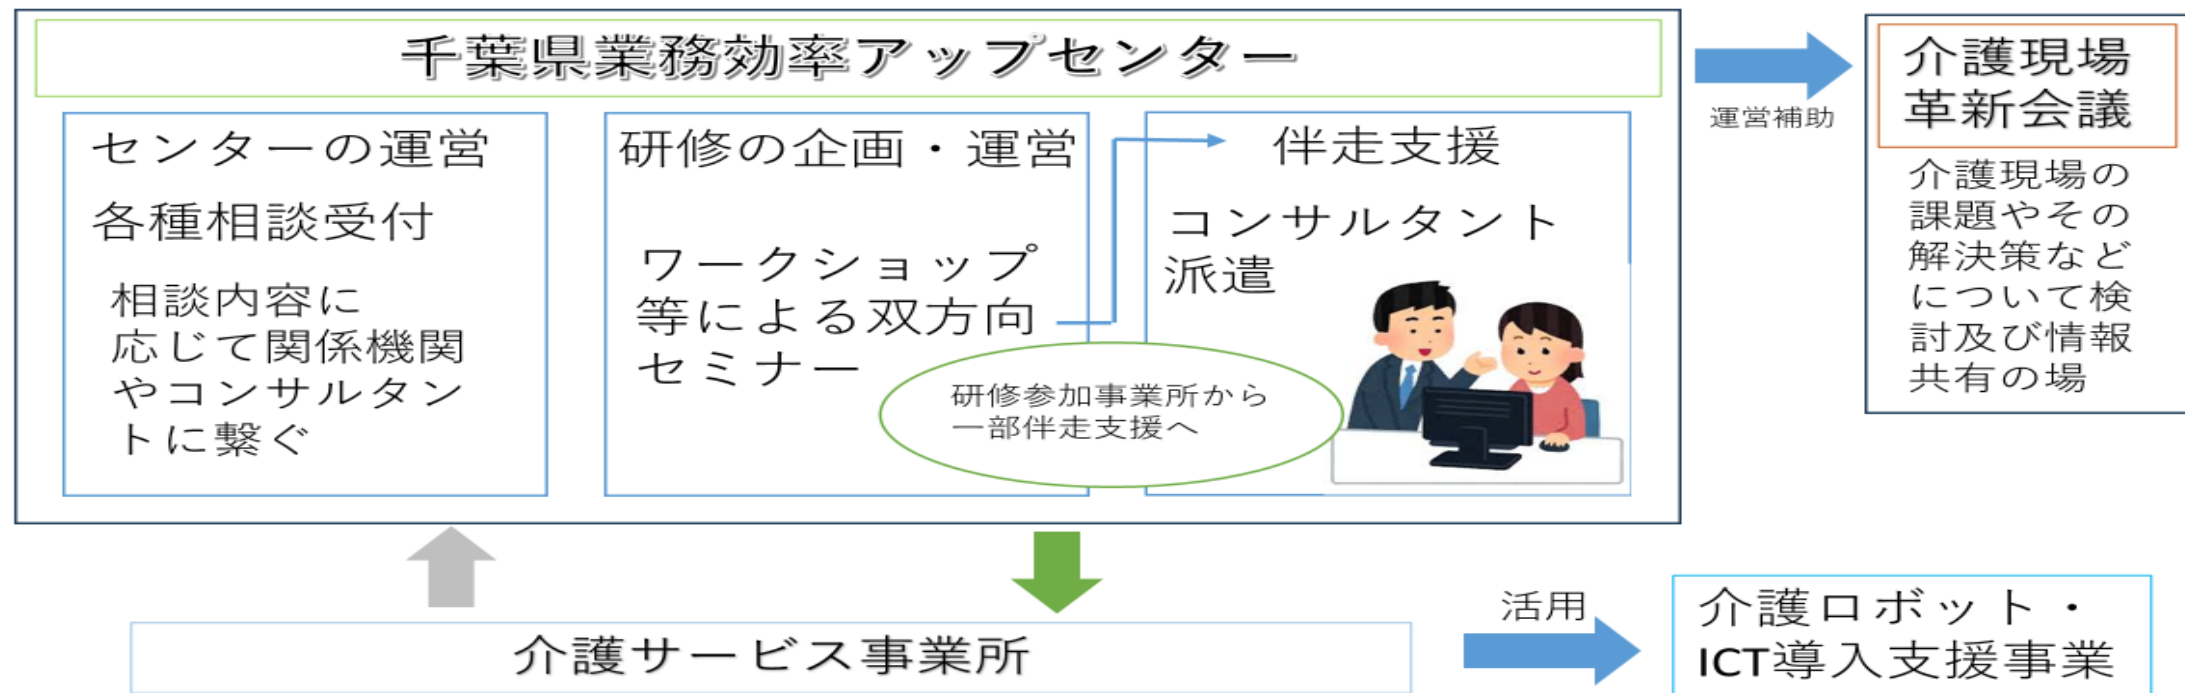 千葉県業務効率アップセンター
センターの運営
各種相談受付
相談内容に
応じて関係機関
やコンサルタン
トに繋ぐ
研修の企画・運営
ワークショップ
等による双方向
セミナー
研修参加事業所から
一部伴走支援へ
伴走支援
コンサルタント
派遣
運営補助
介護現場
革新会議
介護現場の
課題やその
解決策など
について検
討及び情報
共有の場
介護サービス事業所
活用
介護ロボット・
ICT導入支援事業